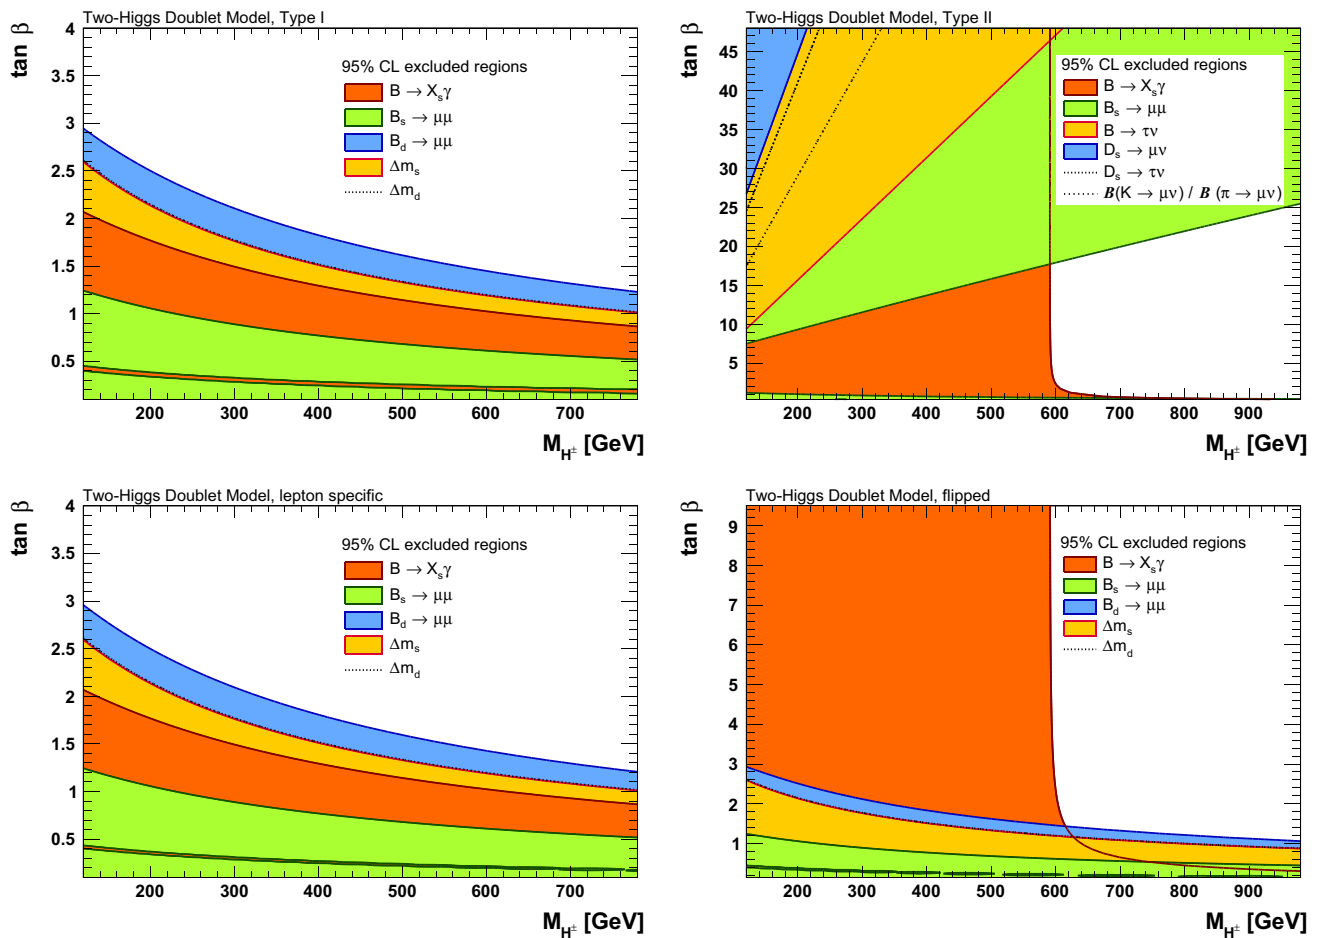 Two-Higgs Doublet Model, Type I
tan β
4
3.5
3
2.5
2
1.5
1
0.5
95% CL excluded regions
B → Xsγ
Bs → μμ
Bd → μμ
Δms
Δmd
200 300 400 500 600 700
MH± [GeV]
Two-Higgs Doublet Model, Type II
tan β
45
40
35
30
25
20
15
10
5
95% CL excluded regions
B → Xsγ
Bs → μμ
B → τν
Ds → μν
Ds → τν
B(K → μν) / B (π → μν)
200 300 400 500 600 700 800 900
MH± [GeV]
Two-Higgs Doublet Model, lepton specific
tan β
4
3.5
3
2.5
2
1.5
1
0.5
95% CL excluded regions
B → Xsγ
Bs → μμ
Bd → μμ
Δms
Δmd
200 300 400 500 600 700
MH± [GeV]
Two-Higgs Doublet Model, flipped
tan β
9
8
7
6
5
4
3
2
1
95% CL excluded regions
B → Xsγ
Bs → μμ
Bd → μμ
Δms
Δmd
200 300 400 500 600 700 800 900
MH± [GeV]